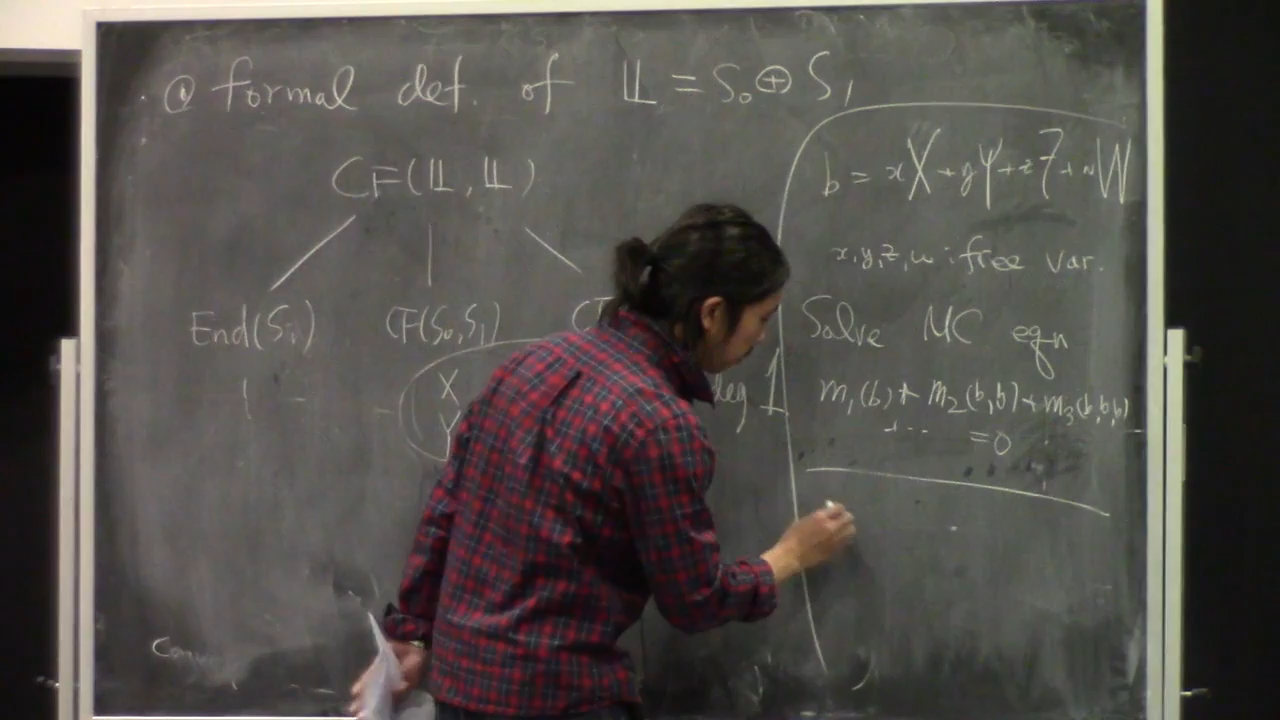 @ formal def. of 𝕃 = S₀ ⊕ S₁
CF(𝕃, 𝕃)
End(Sᵢ)
CF(S₀, S₁)
X
Y
deg 1
b = xX + yY + zZ + wW
x, y, z, w : free var.
Solve MC eqn
m₁(b) + m₂(b,b) + m₃(b,b,b)
+ ...
= 0